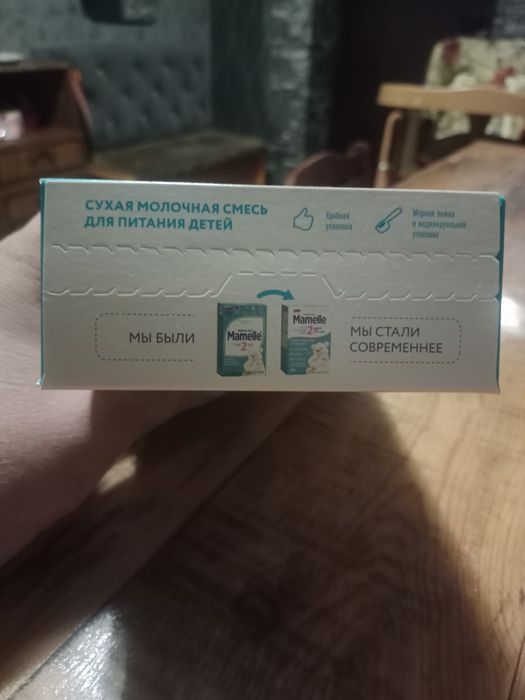 СУХАЯ МОЛОЧНАЯ СМЕСЬ
ДЛЯ ПИТАНИЯ ДЕТЕЙ
Удобная
упаковка
Мерная ложка
в индивидуальной
упаковке
МЫ БЫЛИ
Mamelle
2
Mamelle
2
МЫ СТАЛИ
СОВРЕМЕННЕЕ